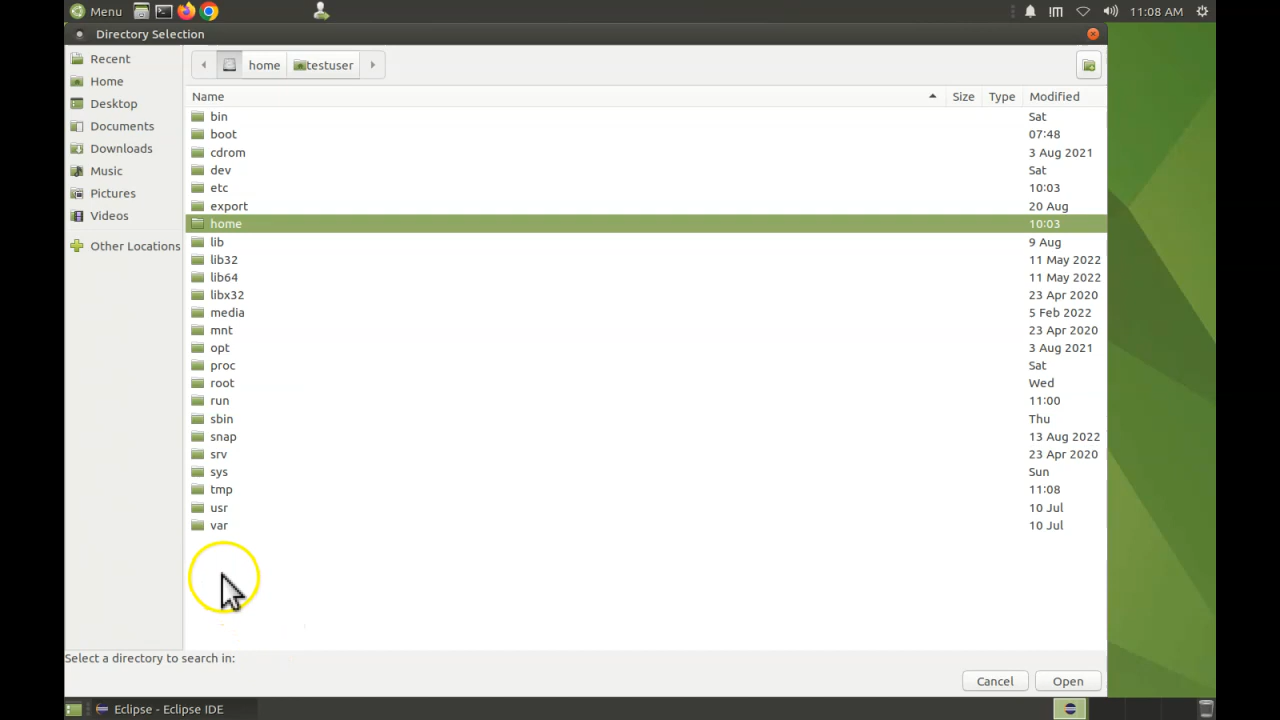 Menu
11:08 AM
Directory Selection
Recent
Home
Desktop
Documents
Downloads
Music
Pictures
Videos
Other Locations
home testuser
Name Size Type Modified
bin Sat
boot 07:48
cdrom 3 Aug 2021
dev Sat
etc 10:03
export 20 Aug
home 10:03
lib 9 Aug
lib32 11 May 2022
lib64 11 May 2022
libx32 23 Apr 2020
media 5 Feb 2022
mnt 23 Apr 2020
opt 3 Aug 2021
proc Sat
root Wed
run 11:00
sbin Thu
snap 13 Aug 2022
srv 23 Apr 2020
sys Sun
tmp 11:08
usr 10 Jul
var 10 Jul
Select a directory to search in:
Cancel Open
Eclipse - Eclipse IDE